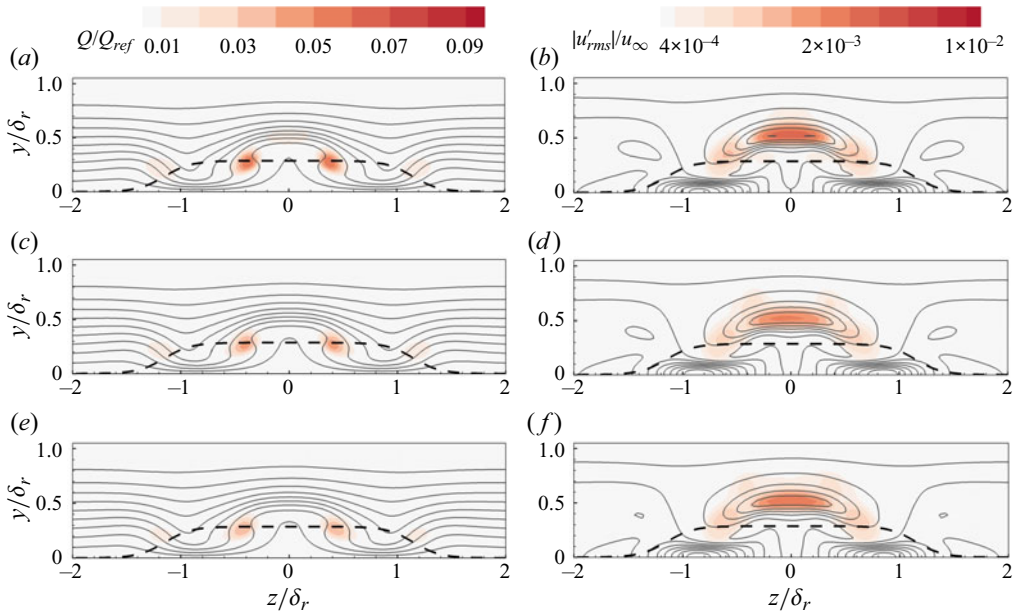 Q/Q_ref 0.01 0.03 0.05 0.07 0.09
|u′_rms|/u_∞ 4×10⁻⁴ 2×10⁻³ 1×10⁻²
(a) (b)
1.0 1.0
y/δ_r 0.5 y/δ_r 0.5
0 0
−2 −1 0 1 2 −2 −1 0 1 2
(c) (d)
1.0 1.0
y/δ_r 0.5 y/δ_r 0.5
0 0
−2 −1 0 1 2 −2 −1 0 1 2
(e) (f)
1.0 1.0
y/δ_r 0.5 y/δ_r 0.5
0 0
−2 −1 0 1 2 −2 −1 0 1 2
z/δ_r z/δ_r